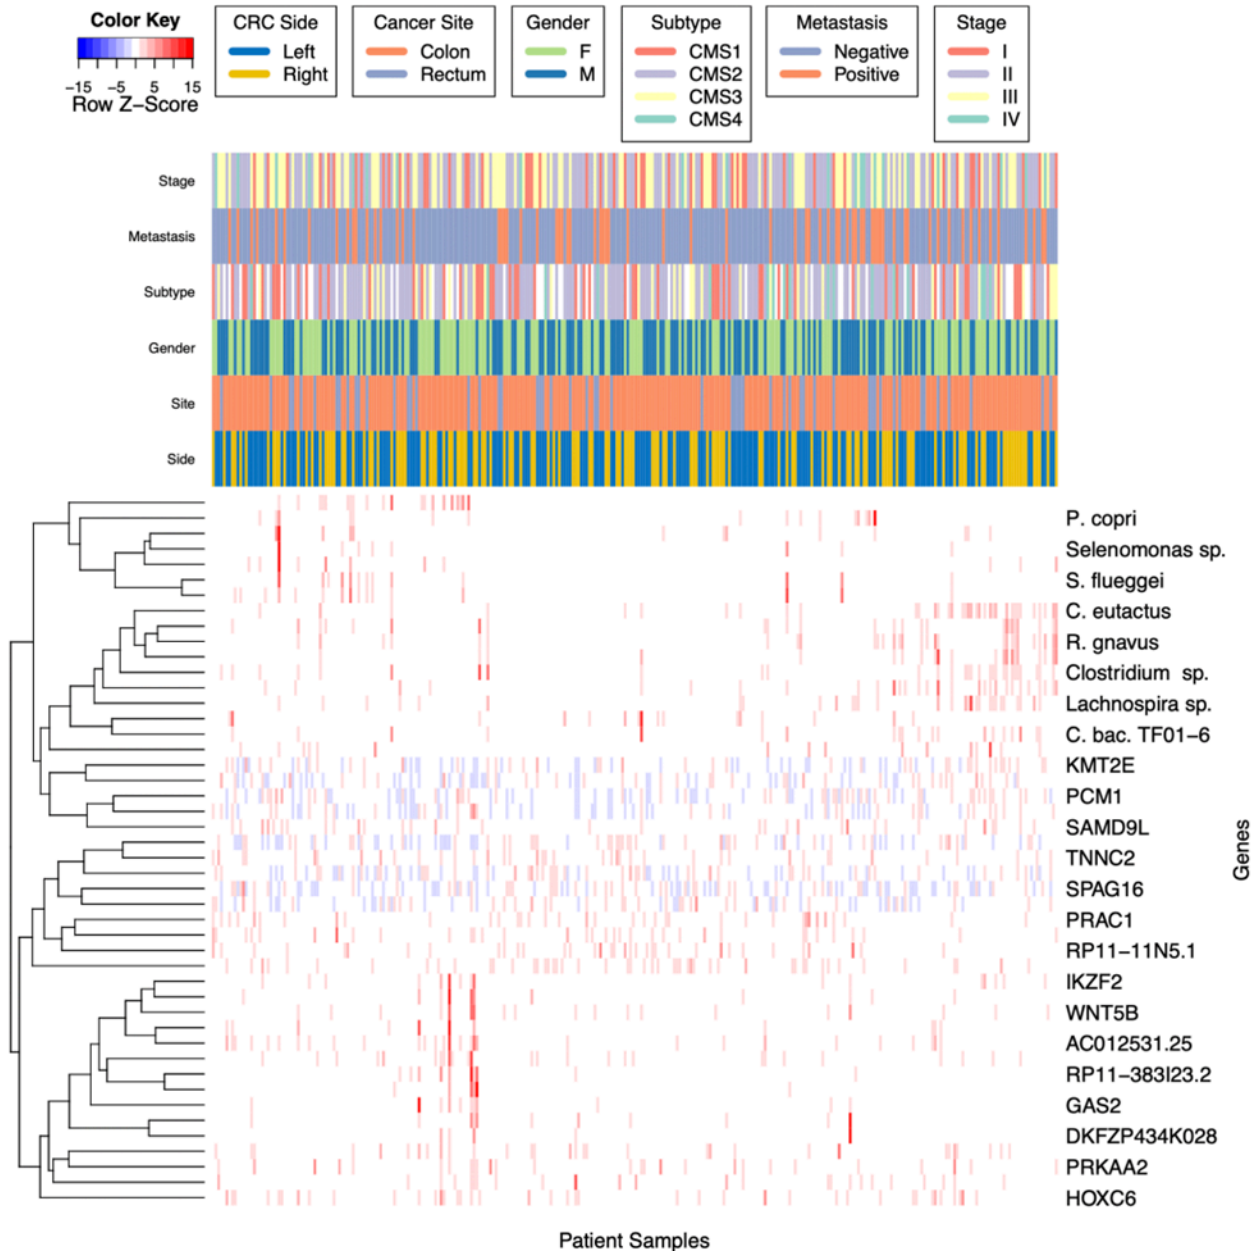 Color Key
−15 −5 5 15
Row Z−Score
CRC Side
Left
Right
Cancer Site
Colon
Rectum
Gender
F
M
Subtype
CMS1
CMS2
CMS3
CMS4
Metastasis
Negative
Positive
Stage
I
II
III
IV
Stage
Metastasis
Subtype
Gender
Site
Side
P. copri
Selenomonas sp.
S. flueggei
C. eutactus
R. gnavus
Clostridium sp.
Lachnospira sp.
C. bac. TF01−6
KMT2E
PCM1
SAMD9L
TNNC2
SPAG16
PRAC1
RP11−11N5.1
IKZF2
WNT5B
AC012531.25
RP11−383I23.2
GAS2
DKFZP434K028
PRKAA2
HOXC6
Genes
Patient Samples